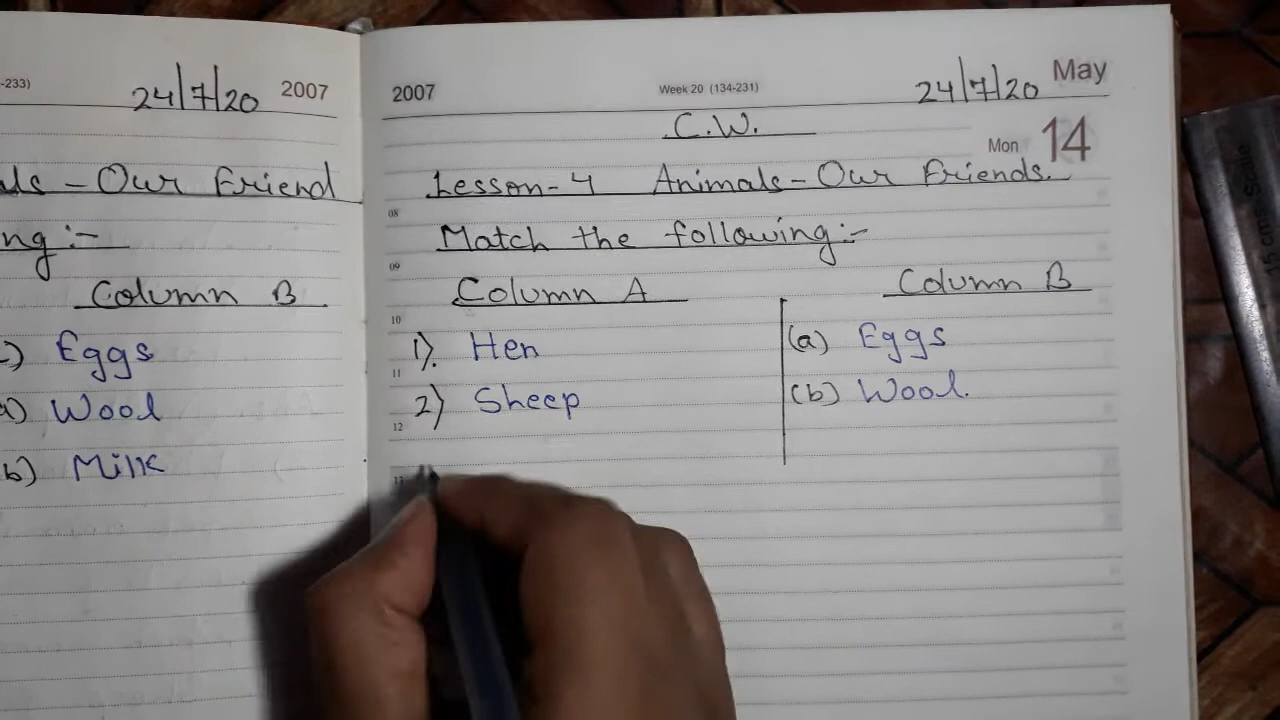 -233)
24/7/20 2007
ls - Our Friend
ng :-
Column B
c) Eggs
a) Wool
b) Milk
2007 Week 20 (134-231) 24/7/20 May
C.W.
Mon 14
Lesson-4 Animals - Our Friends.
08
Match the following :-
09
Column A Column B
10
1). Hen (a) Eggs
11
2) Sheep (b) Wool.
12
13
15 cms Scale